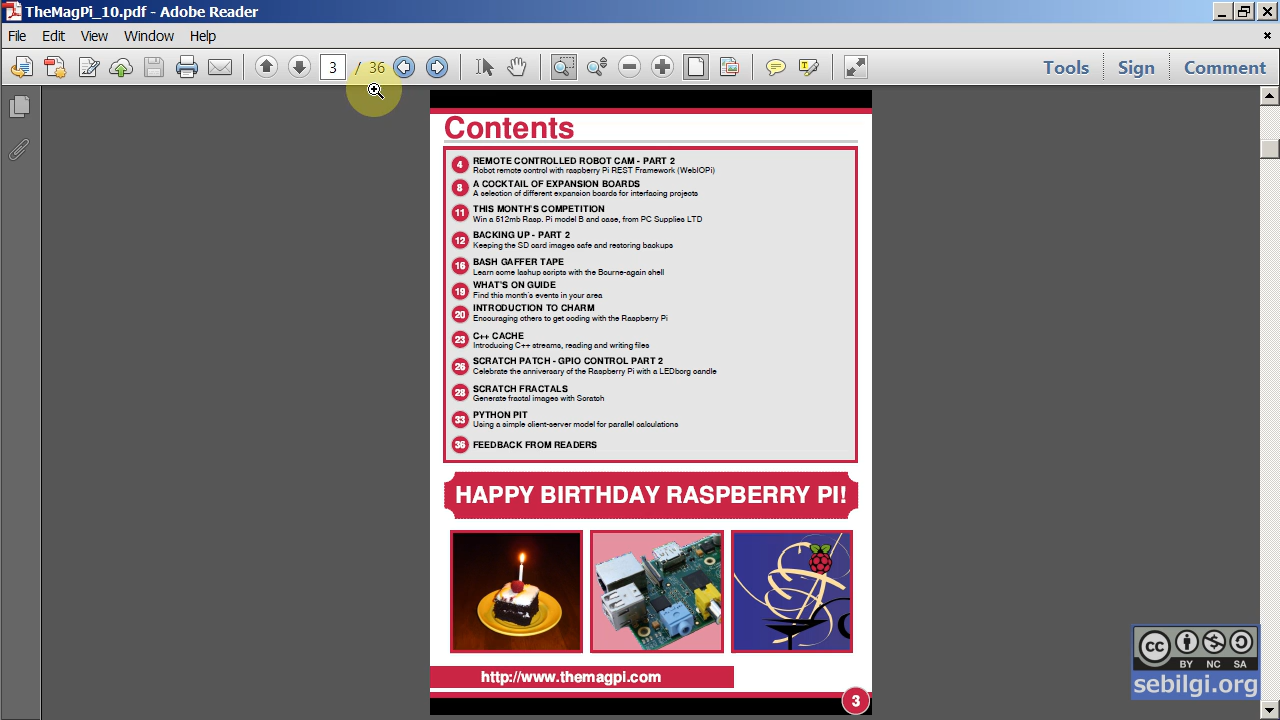 TheMagPi_10.pdf - Adobe Reader
File Edit View Window Help
3 / 36
Tools Sign Comment
Contents
4 REMOTE CONTROLLED ROBOT CAM - PART 2
Robot remote control with raspberry Pi REST Framework (WebIOPi)
8 A COCKTAIL OF EXPANSION BOARDS
A selection of different expansion boards for interfacing projects
11 THIS MONTH'S COMPETITION
Win a 512mb Rasp. Pi model B and case, from PC Supplies LTD
12 BACKING UP - PART 2
Keeping the SD card images safe and restoring backups
16 BASH GAFFER TAPE
Learn some lashup scripts with the Bourne-again shell
19 WHAT'S ON GUIDE
Find this month's events in your area
20 INTRODUCTION TO CHARM
Encouraging others to get coding with the Raspberry Pi
23 C++ CACHE
Introducing C++ streams, reading and writing files
26 SCRATCH PATCH - GPIO CONTROL PART 2
Celebrate the anniversary of the Raspberry Pi with a LEDborg candle
28 SCRATCH FRACTALS
Generate fractal images with Scratch
33 PYTHON PIT
Using a simple client-server model for parallel calculations
36 FEEDBACK FROM READERS
HAPPY BIRTHDAY RASPBERRY PI!
http://www.themagpi.com
3
cc
BY NC SA
sebilgi.org